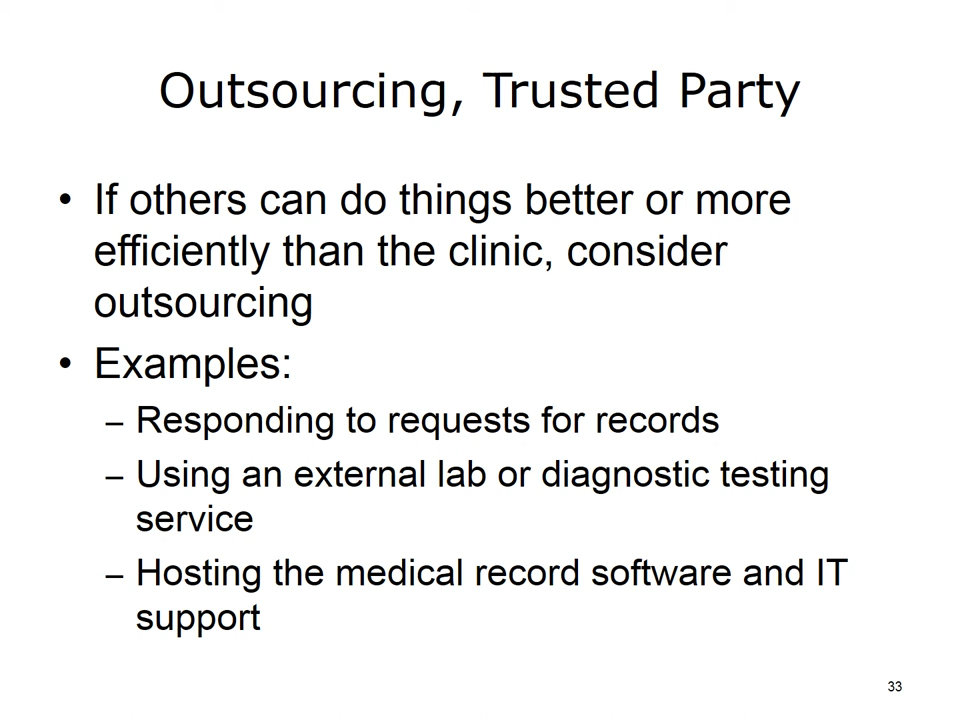 Outsourcing, Trusted Party
• If others can do things better or more
efficiently than the clinic, consider
outsourcing
• Examples:
– Responding to requests for records
– Using an external lab or diagnostic testing
service
– Hosting the medical record software and IT
support
33